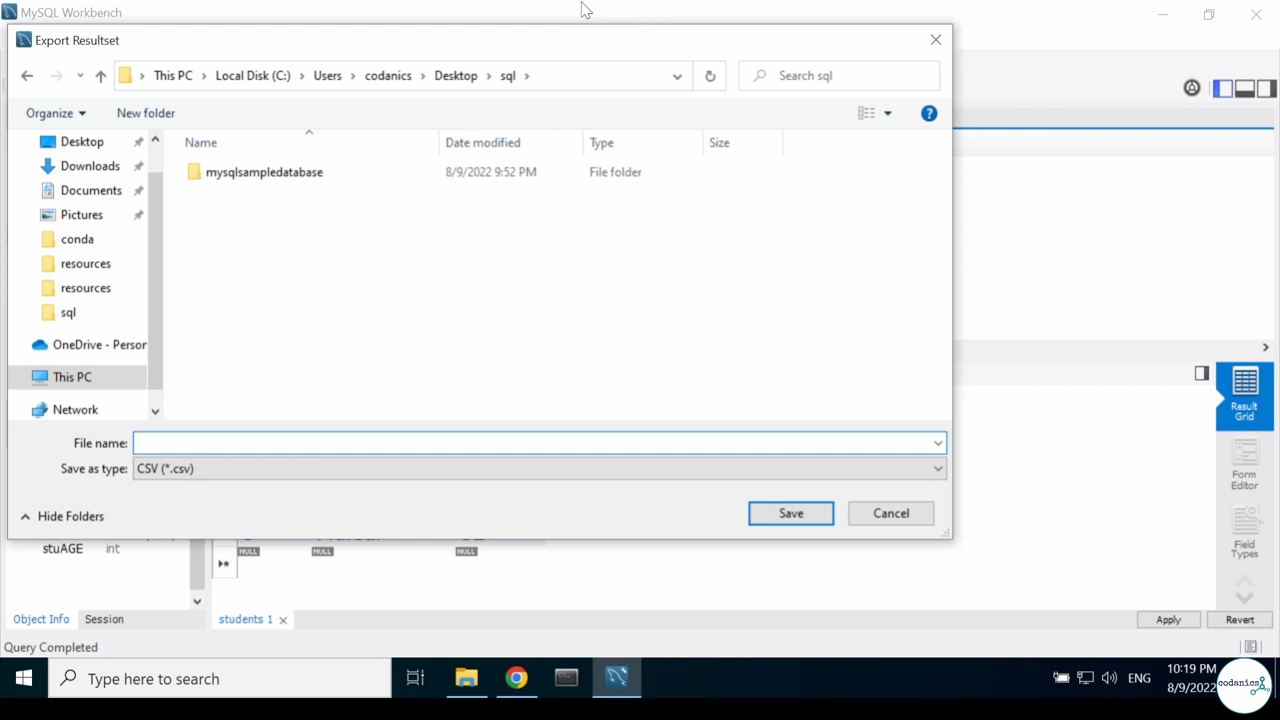 MySQL Workbench
Export Resultset
This PC > Local Disk (C:) > Users > codanics > Desktop > sql >
Search sql
Organize
New folder
Name
Date modified
Type
Size
Desktop
mysqlsampledatabase
8/9/2022 9:52 PM
File folder
Downloads
Documents
Pictures
conda
resources
resources
sql
OneDrive - Person
This PC
Network
File name:
Save as type:
CSV (*.csv)
Hide Folders
Save
Cancel
Result
Grid
Form
Editor
Field
Types
stuAGE
int
NULL
NULL
NULL
Object Info
Session
students 1
Apply
Revert
Query Completed
Type here to search
ENG
10:19 PM
8/9/2022
codanics